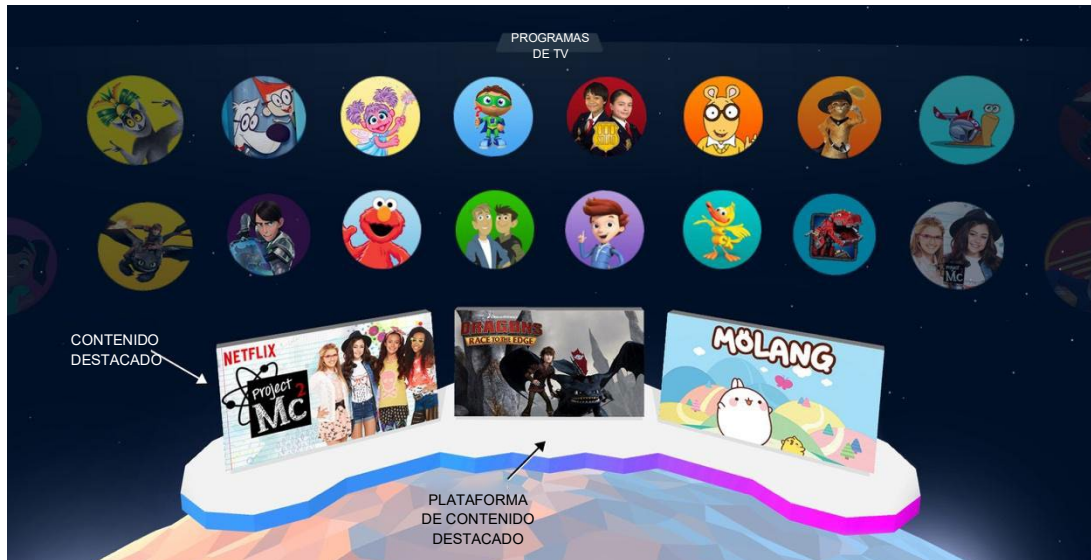 PROGRAMAS
DE TV
CONTENIDO
DESTACADO
NETFLIX
Project
Mc
2
DRAGONS
RACE TO THE EDGE
MOLANG
Mc
PLATAFORMA
DE CONTENIDO
DESTACADO